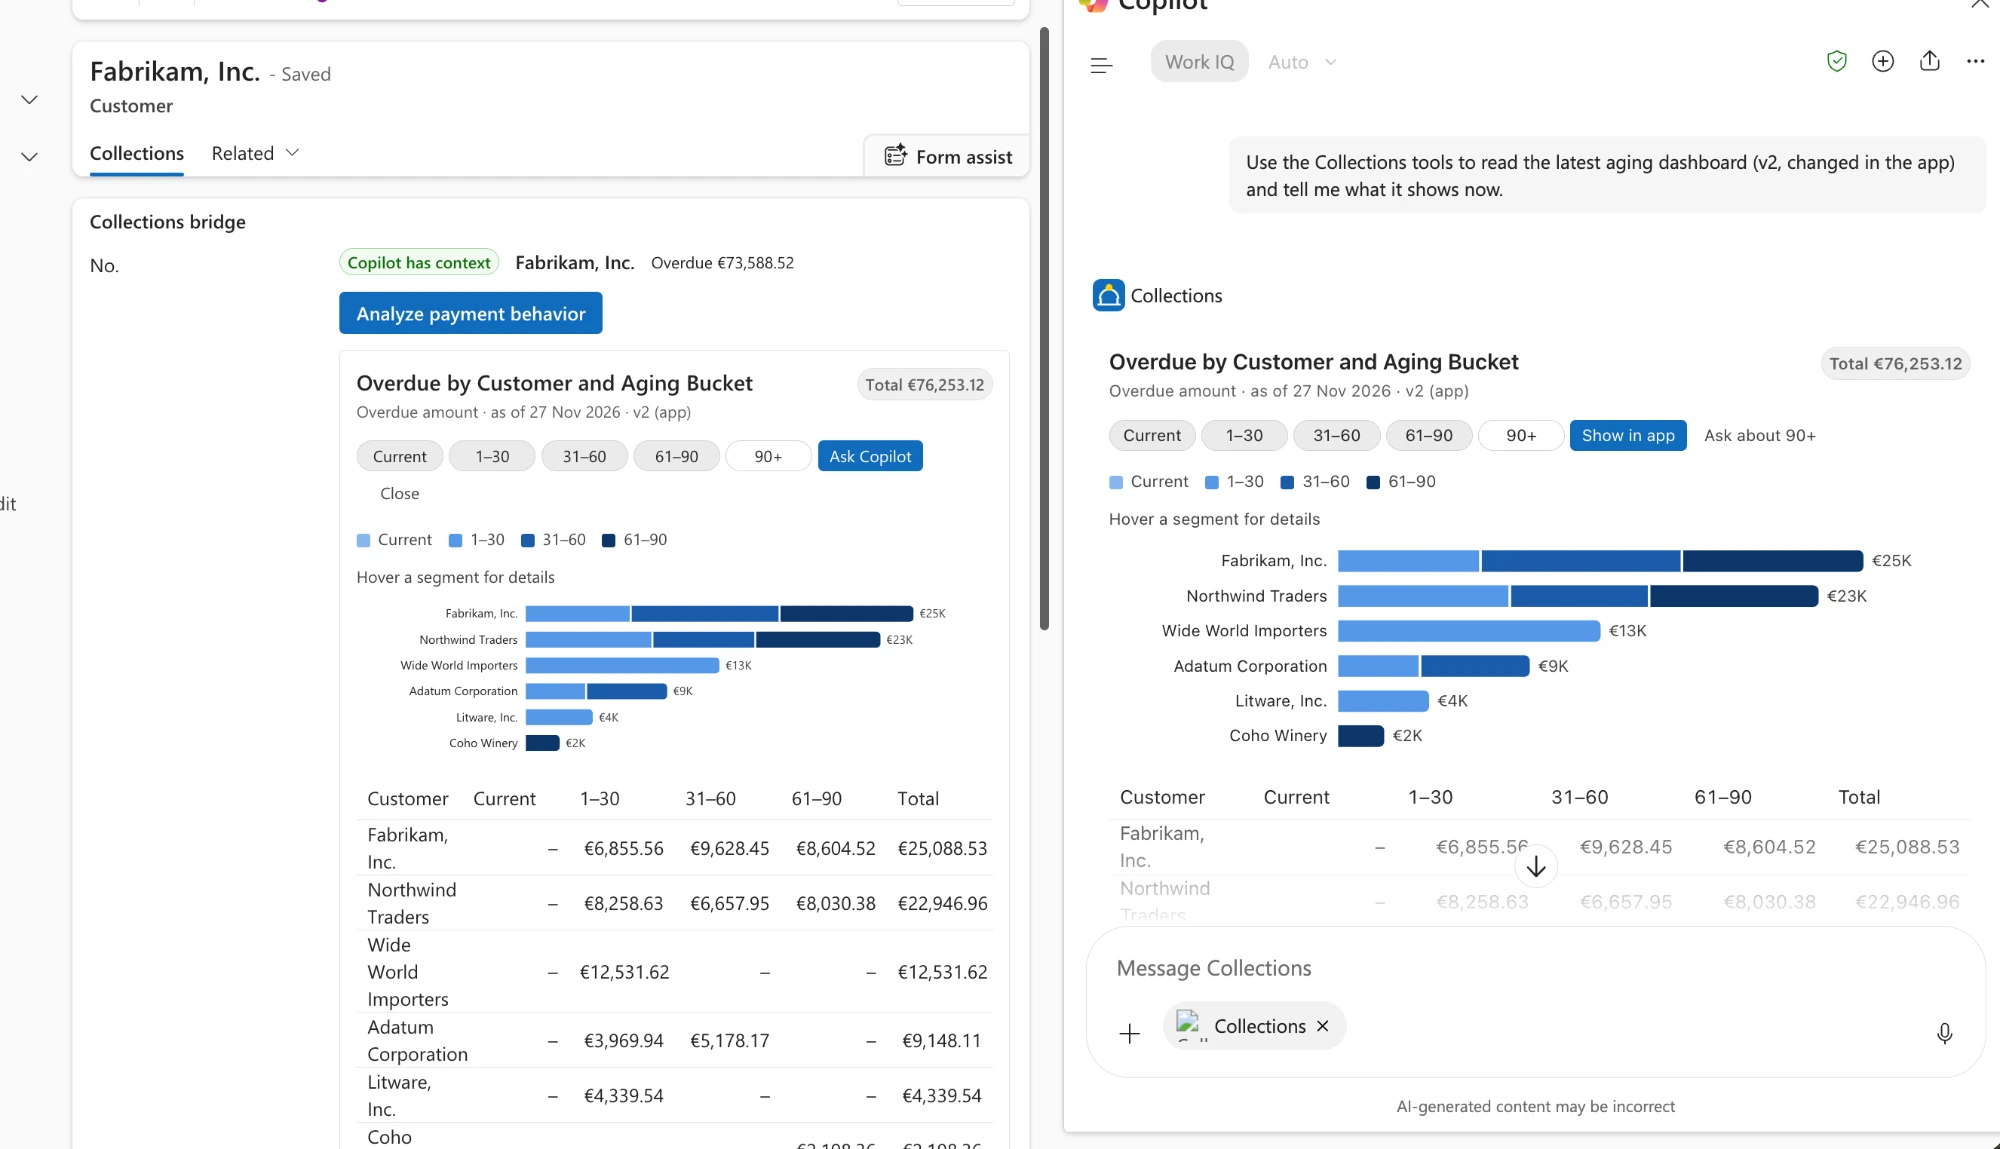 Fabrikam, Inc. - Saved
Customer
Collections
Related
Form assist
dit
Collections bridge
No.
Copilot has context
Fabrikam, Inc.
Overdue €73,588.52
Analyze payment behavior
Overdue by Customer and Aging Bucket
Total €76,253.12
Overdue amount · as of 27 Nov 2026 · v2 (app)
Current
1–30
31–60
61–90
90+
Ask Copilot
Close
Current
1–30
31–60
61–90
Hover a segment for details
Fabrikam, Inc. €25K
Northwind Traders €23K
Wide World Importers €13K
Adatum Corporation €9K
Litware, Inc. €4K
Coho Winery €2K
Customer Current 1–30 31–60 61–90 Total
Fabrikam, Inc. – €6,855.56 €9,628.45 €8,604.52 €25,088.53
Northwind Traders – €8,258.63 €6,657.95 €8,030.38 €22,946.96
Wide World Importers – €12,531.62 – – €12,531.62
Adatum Corporation – €3,969.94 €5,178.17 – €9,148.11
Litware, Inc. – €4,339.54 – – €4,339.54
Coho
Copilot
Work IQ
Auto
Use the Collections tools to read the latest aging dashboard (v2, changed in the app)
and tell me what it shows now.
Collections
Overdue by Customer and Aging Bucket
Total €76,253.12
Overdue amount · as of 27 Nov 2026 · v2 (app)
Current
1–30
31–60
61–90
90+
Show in app
Ask about 90+
Current
1–30
31–60
61–90
Hover a segment for details
Fabrikam, Inc. €25K
Northwind Traders €23K
Wide World Importers €13K
Adatum Corporation €9K
Litware, Inc. €4K
Coho Winery €2K
Customer Current 1–30 31–60 61–90 Total
Fabrikam, Inc. – €6,855.56 €9,628.45 €8,604.52 €25,088.53
Northwind Traders – €8,258.63 €6,657.95 €8,030.38 €22,946.96
Message Collections
Collections
AI-generated content may be incorrect